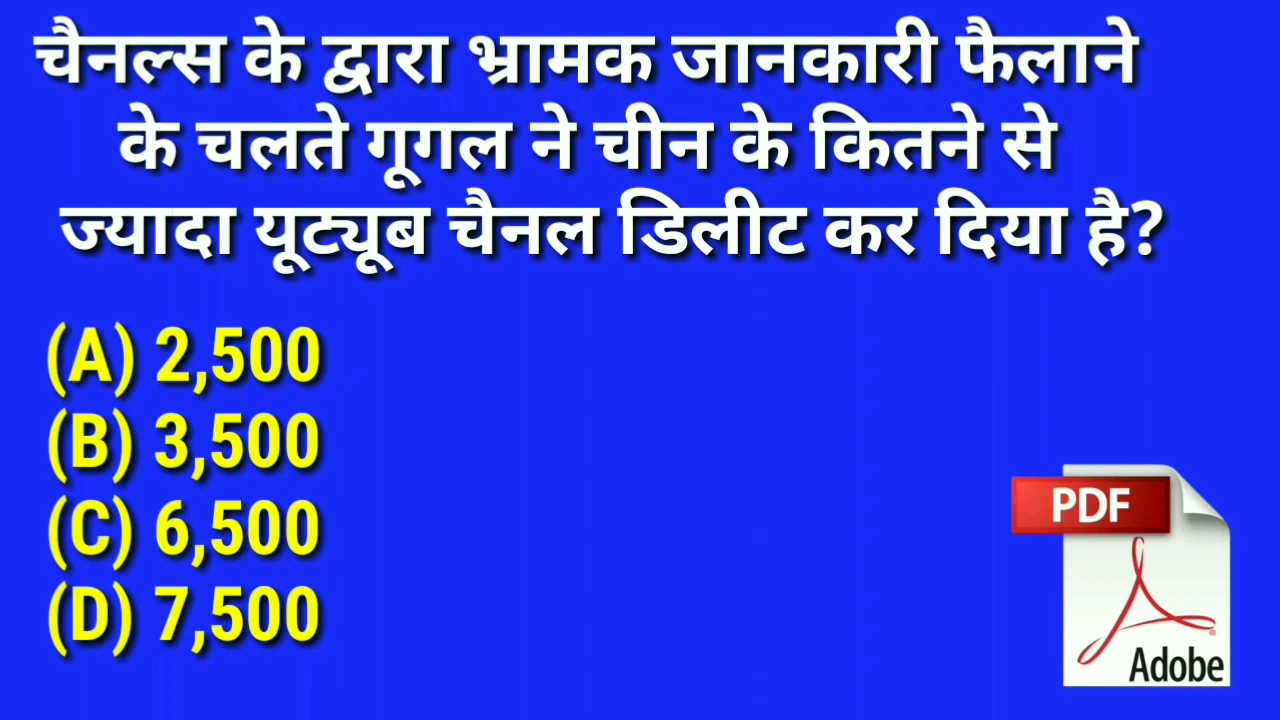 चैनल्स के द्वारा भ्रामक जानकारी फैलाने
के चलते गूगल ने चीन के कितने से
ज्यादा यूट्यूब चैनल डिलीट कर दिया है?
(A) 2,500
(B) 3,500
(C) 6,500
(D) 7,500
PDF
Adobe